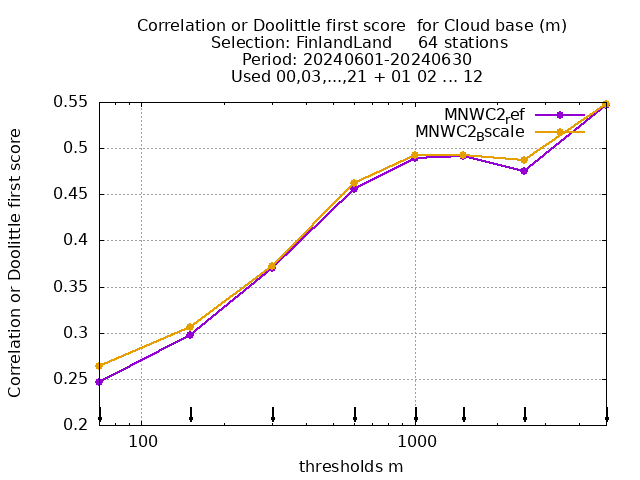 Correlation or Doolittle first score  for Cloud base (m)
Selection: FinlandLand     64 stations
Period: 20240601-20240630
Used 00,03,...,21 + 01 02 ... 12
MNWC2ref
MNWC2Bscale
Correlation or Doolittle first score
0.55
0.5
0.45
0.4
0.35
0.3
0.25
0.2
100
1000
thresholds m